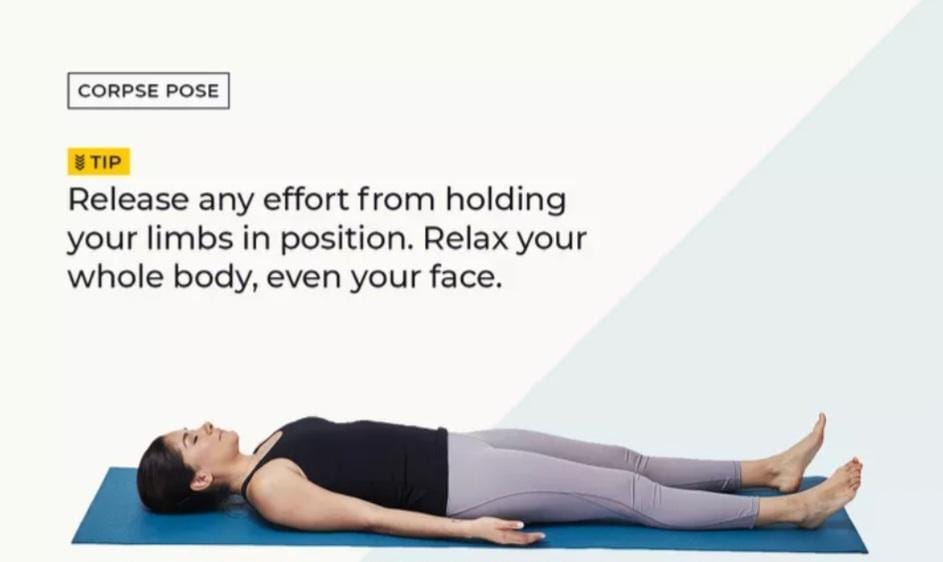 CORPSE POSE
TIP
Release any effort from holding
your limbs in position. Relax your
whole body, even your face.